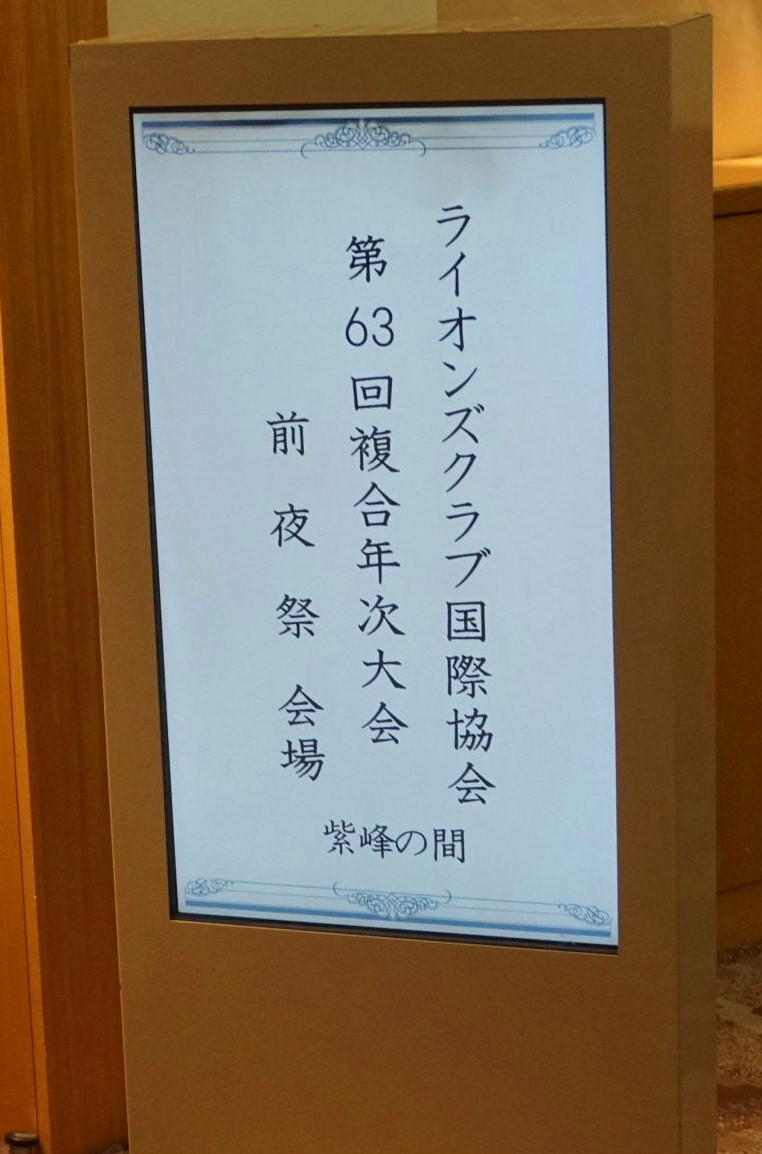 ライオンズクラブ国際協会
第63回複合年次大会
前夜祭会場
紫峰の間